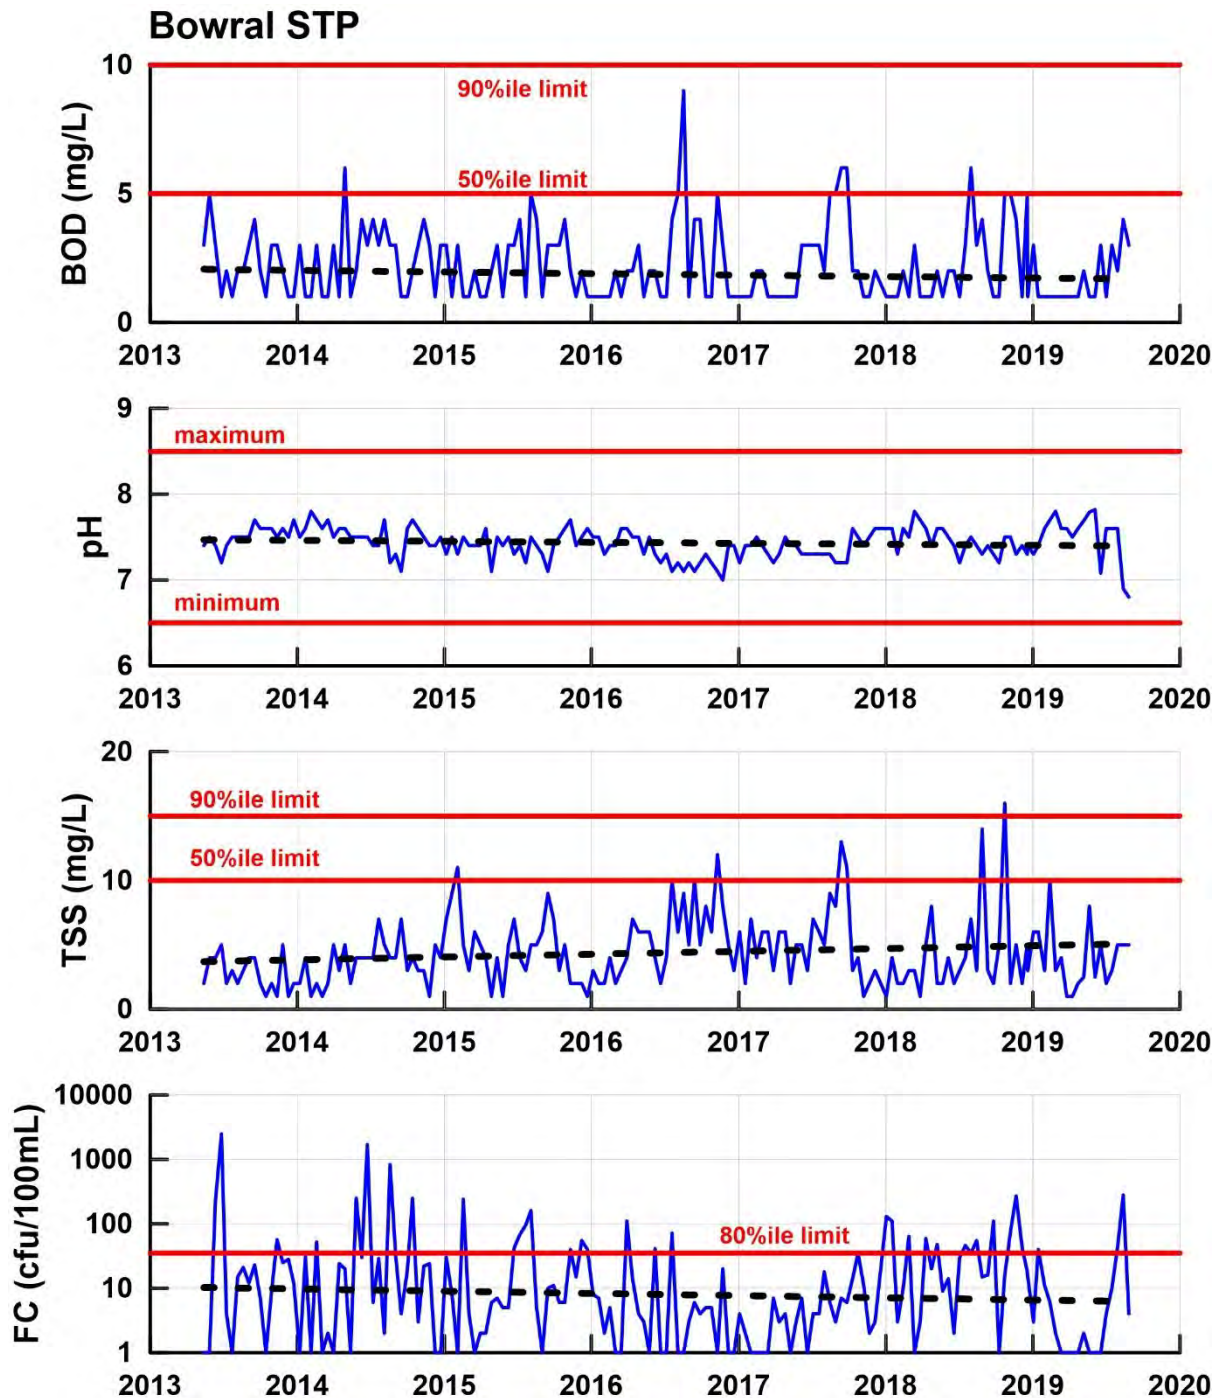 Bowral STP
BOD (mg/L)
10
5
0
90%ile limit
50%ile limit
2013 2014 2015 2016 2017 2018 2019 2020
pH
9
8
7
6
maximum
minimum
2013 2014 2015 2016 2017 2018 2019 2020
TSS (mg/L)
20
10
0
90%ile limit
50%ile limit
2013 2014 2015 2016 2017 2018 2019 2020
FC (cfu/100mL)
10000
1000
100
10
1
80%ile limit
2013 2014 2015 2016 2017 2018 2019 2020